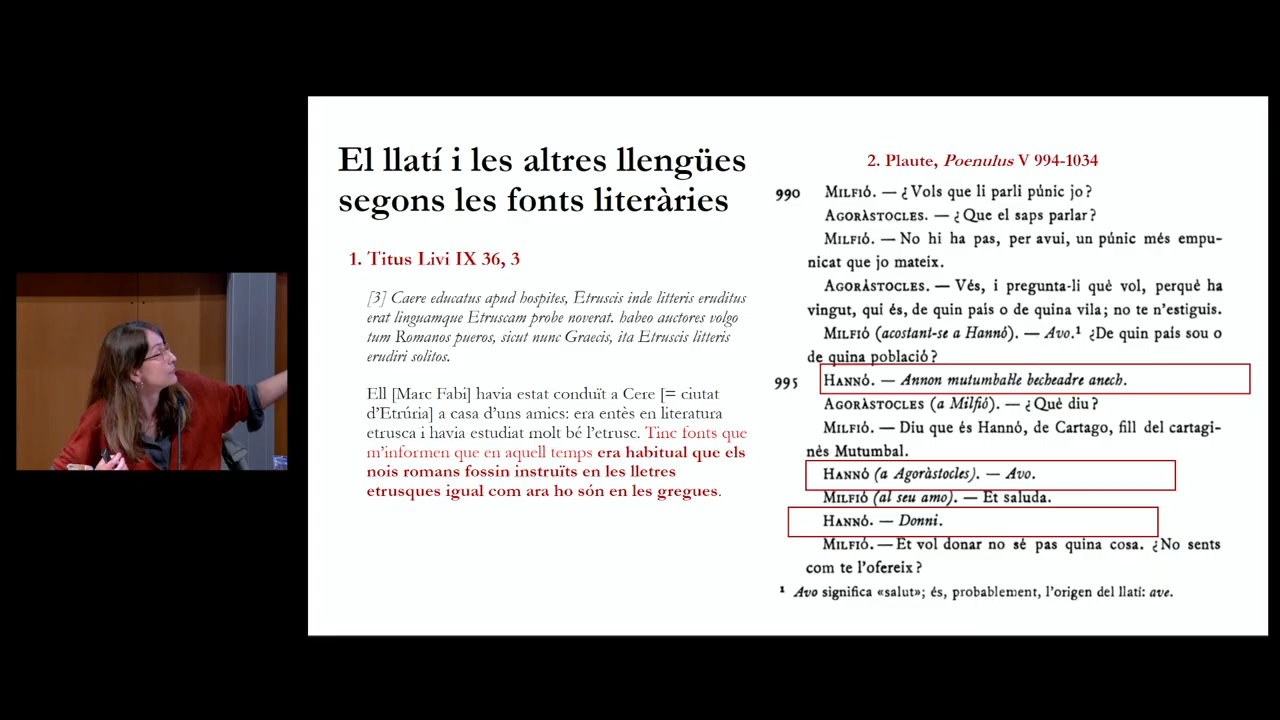 El llatí i les altres llengües
segons les fonts literàries
1. Titus Livi IX 36, 3
[3] Caere educatus apud hospites, Etruscis inde litteris eruditus
erat linguamque Etruscam probe noverat. habeo auctores volgo
tum Romanos pueros, sicut nunc Graecis, ita Etruscis litteris
erudiri solitos.
Ell [Marc Fabi] havia estat conduït a Cere [= ciutat
d'Etrúria] a casa d'uns amics: era entès en literatura
etrusca i havia estudiat molt bé l'etrusc. Tinc fonts que
m'informen que en aquell temps era habitual que els
nois romans fossin instruïts en les lletres
etrusques igual com ara ho són en les gregues.
2. Plaute, Poenulus V 994-1034
990 MILFIÓ. — ¿Vols que li parli púnic jo?
AGORÀSTOCLES. — ¿Que el saps parlar?
MILFIÓ. — No hi ha pas, per avui, un púnic més empu-
nicat que jo mateix.
AGORÀSTOCLES. — Vés, i pregunta-li què vol, perquè ha
vingut, qui és, de quin país o de quina vila; no te n'estiguis.
MILFIÓ (acostant-se a Hannó). — Avo.¹ ¿De quin país sou o
de quina població?
995 HANNÓ. — Annon mutumbaŀle becheadre anech.
AGORÀSTOCLES (a Milfió). — ¿Què diu?
MILFIÓ. — Diu que és Hannó, de Cartago, fill del cartagi-
nès Mutumbal.
HANNÓ (a Agoràstocles). — Avo.
MILFIÓ (al seu amo). — Et saluda.
HANNÓ. — Donni.
MILFIÓ. — Et vol donar no sé pas quina cosa. ¿No sents
com te l'ofereix?
¹ Avo significa «salut»; és, probablement, l'origen del llatí: ave.